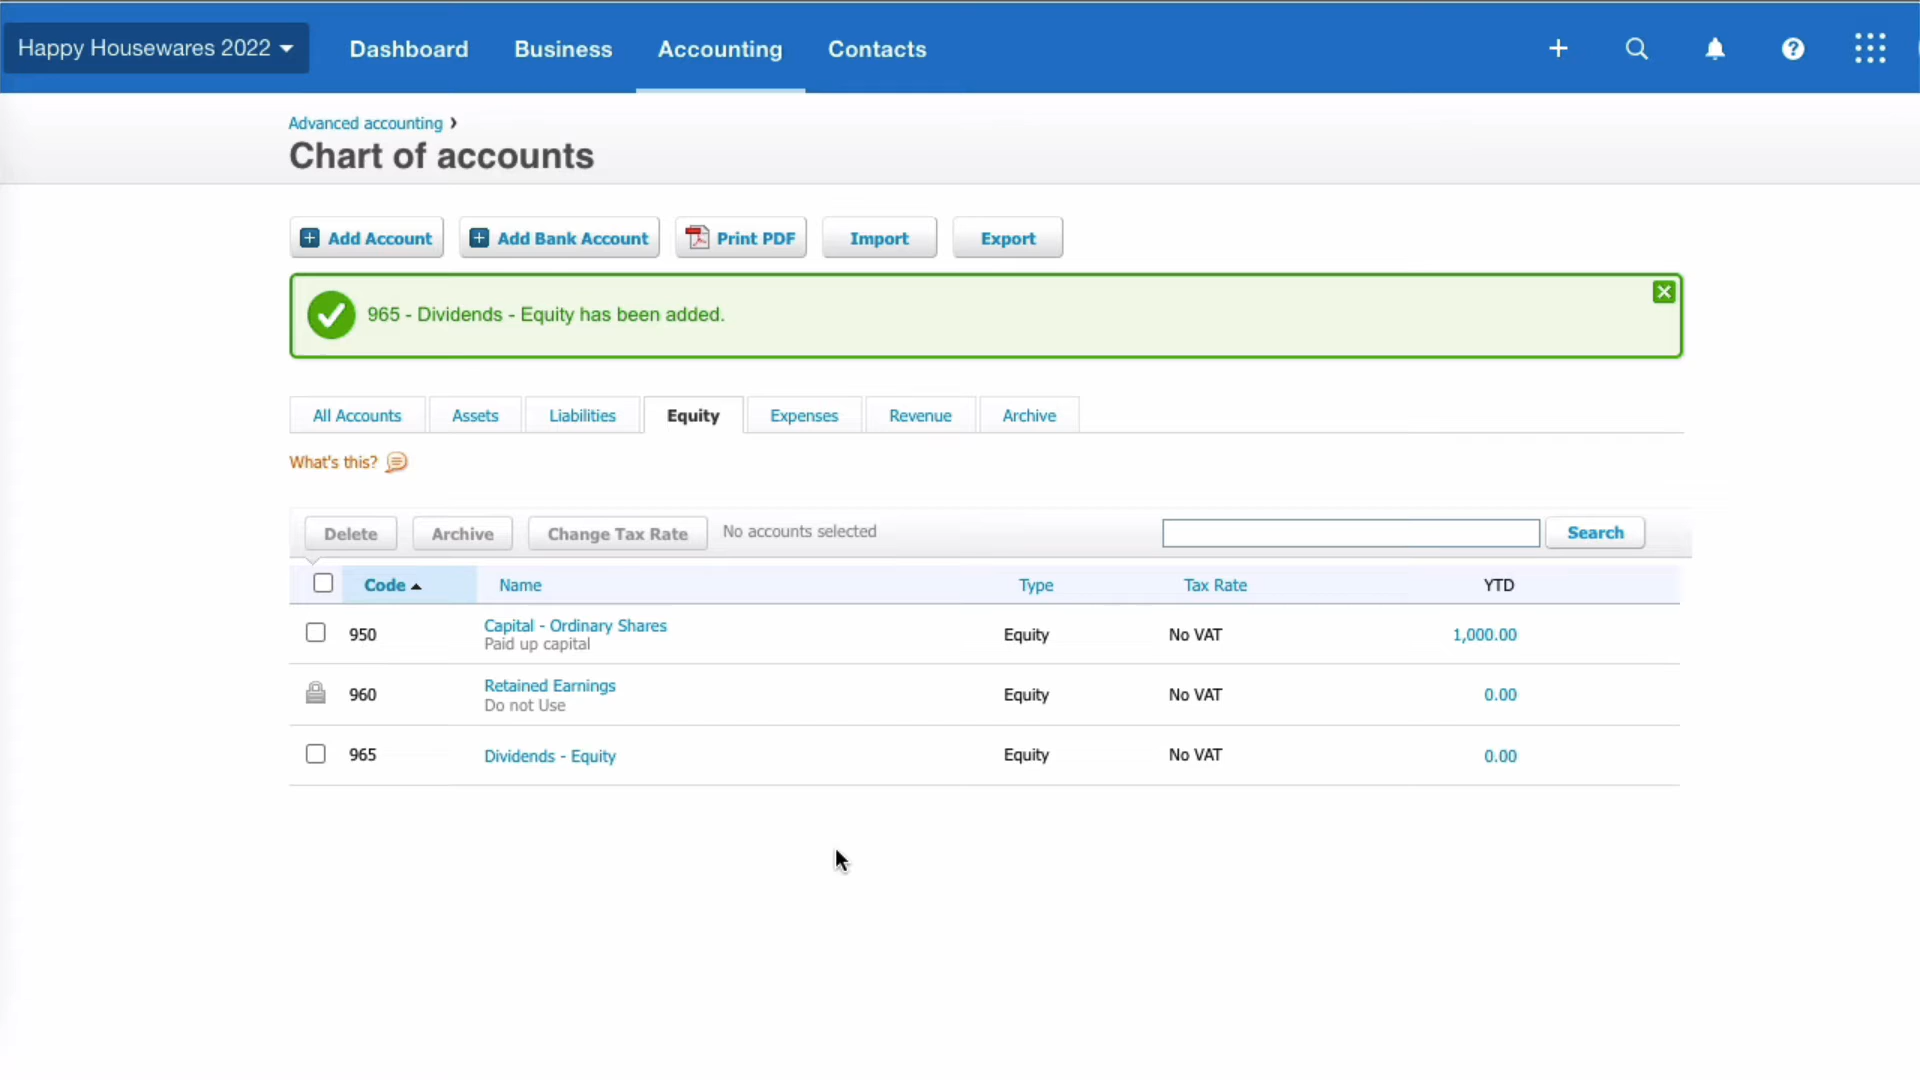 Happy Housewares 2022 Dashboard Business Accounting Contacts
Advanced accounting
Chart of accounts
Add Account Add Bank Account Print PDF Import Export
965 - Dividends - Equity has been added.
All Accounts Assets Liabilities Equity Expenses Revenue Archive
What's this?
Delete Archive Change Tax Rate No accounts selected Search
Code Name Type Tax Rate YTD
950 Capital - Ordinary Shares Equity No VAT 1,000.00
Paid up capital
960 Retained Earnings Equity No VAT 0.00
Do not Use
965 Dividends - Equity Equity No VAT 0.00